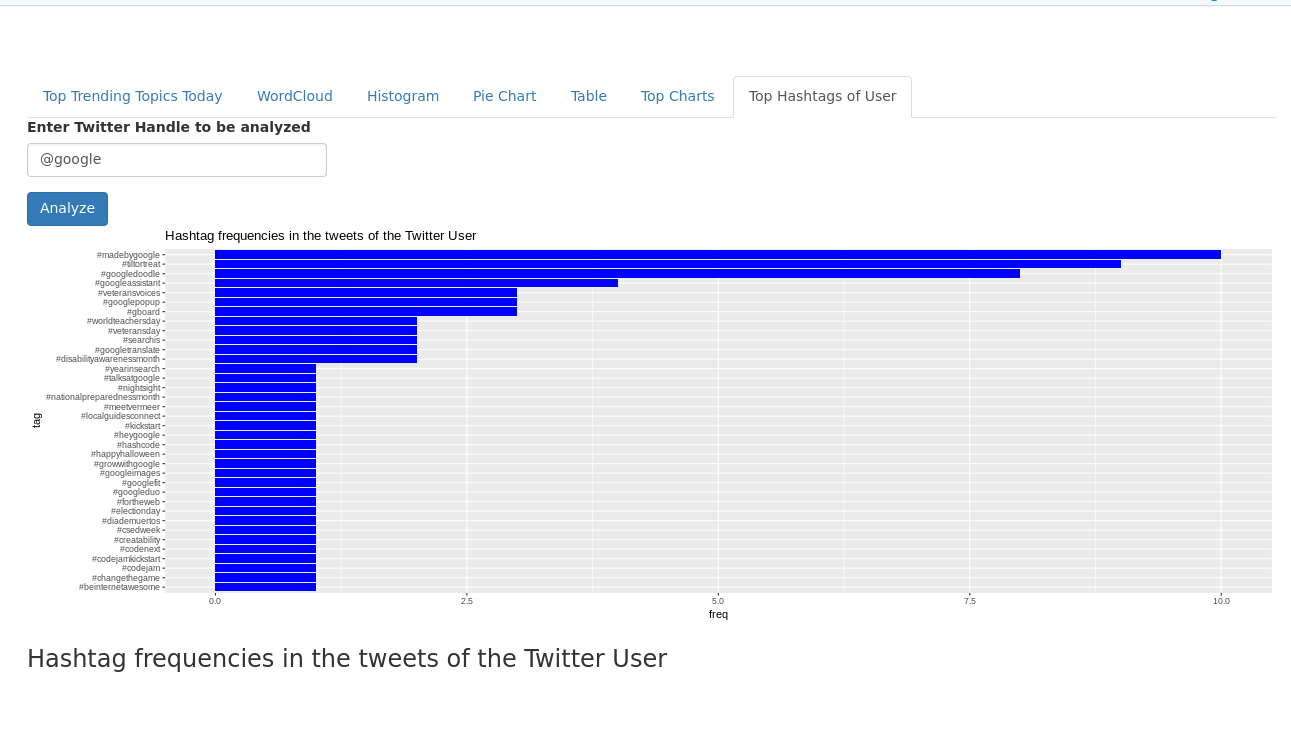 Top Trending Topics Today WordCloud Histogram Pie Chart Table Top Charts Top Hashtags of User
Enter Twitter Handle to be analyzed
@google
Analyze
Hashtag frequencies in the tweets of the Twitter User
#madebygoogle
#tiltortreat
#googledoodle
#googleassistant
#veteransvoices
#googlepopup
#gboard
#worldteachersday
#veteransday
#searchis
#googletranslate
#disabilityawarenessmonth
#yearinsearch
#talksatgoogle
#nightsight
#nationalpreparednessmonth
#meetvermeer
#localguidesconnect
#kickstart
#heygoogle
#hashcode
#happyhalloween
#growwithgoogle
#googleimages
#googlefit
#googleduo
#fortheweb
#electionday
#diademuertos
#csedweek
#creatability
#codenext
#codejamkickstart
#codejam
#changethegame
#beinternetawesome
tag
0.0 2.5 5.0 7.5 10.0
freq
Hashtag frequencies in the tweets of the Twitter User